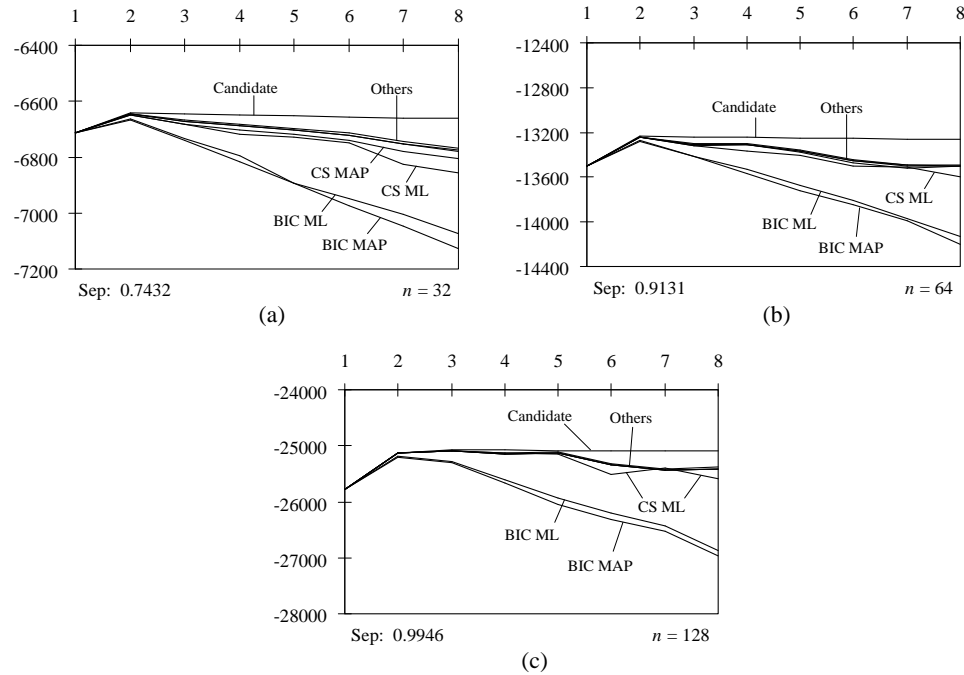 1 2 3 4 5 6 7 8
-6400
-6600
-6800
-7000
-7200
Candidate
Others
CS MAP
CS ML
BIC ML
BIC MAP
Sep: 0.7432
n = 32
(a)
1 2 3 4 5 6 7 8
-12400
-12800
-13200
-13600
-14000
-14400
Candidate
Others
CS ML
BIC ML
BIC MAP
Sep: 0.9131
n = 64
(b)
1 2 3 4 5 6 7 8
-24000
-25000
-26000
-27000
-28000
Candidate
Others
CS ML
BIC ML
BIC MAP
Sep: 0.9946
n = 128
(c)